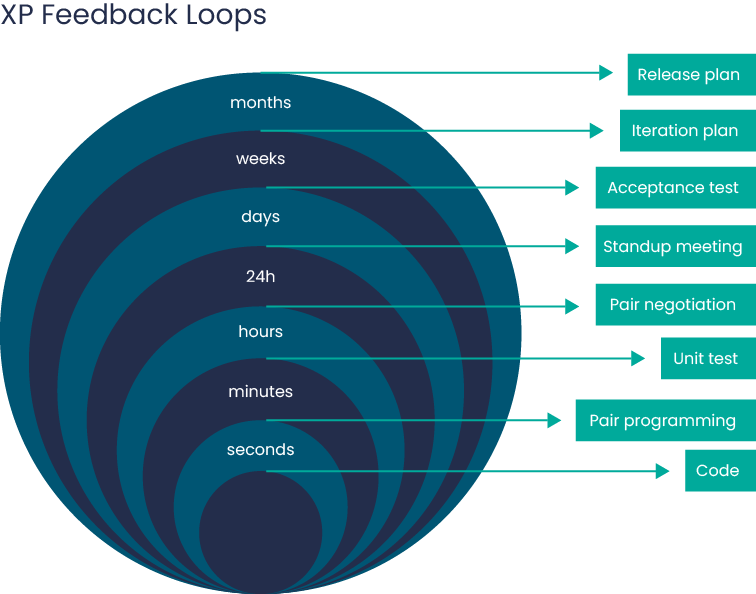 XP Feedback Loops
Release plan
months
Iteration plan
weeks
Acceptance test
days
Standup meeting
24h
Pair negotiation
hours
Unit test
minutes
Pair programming
seconds
Code